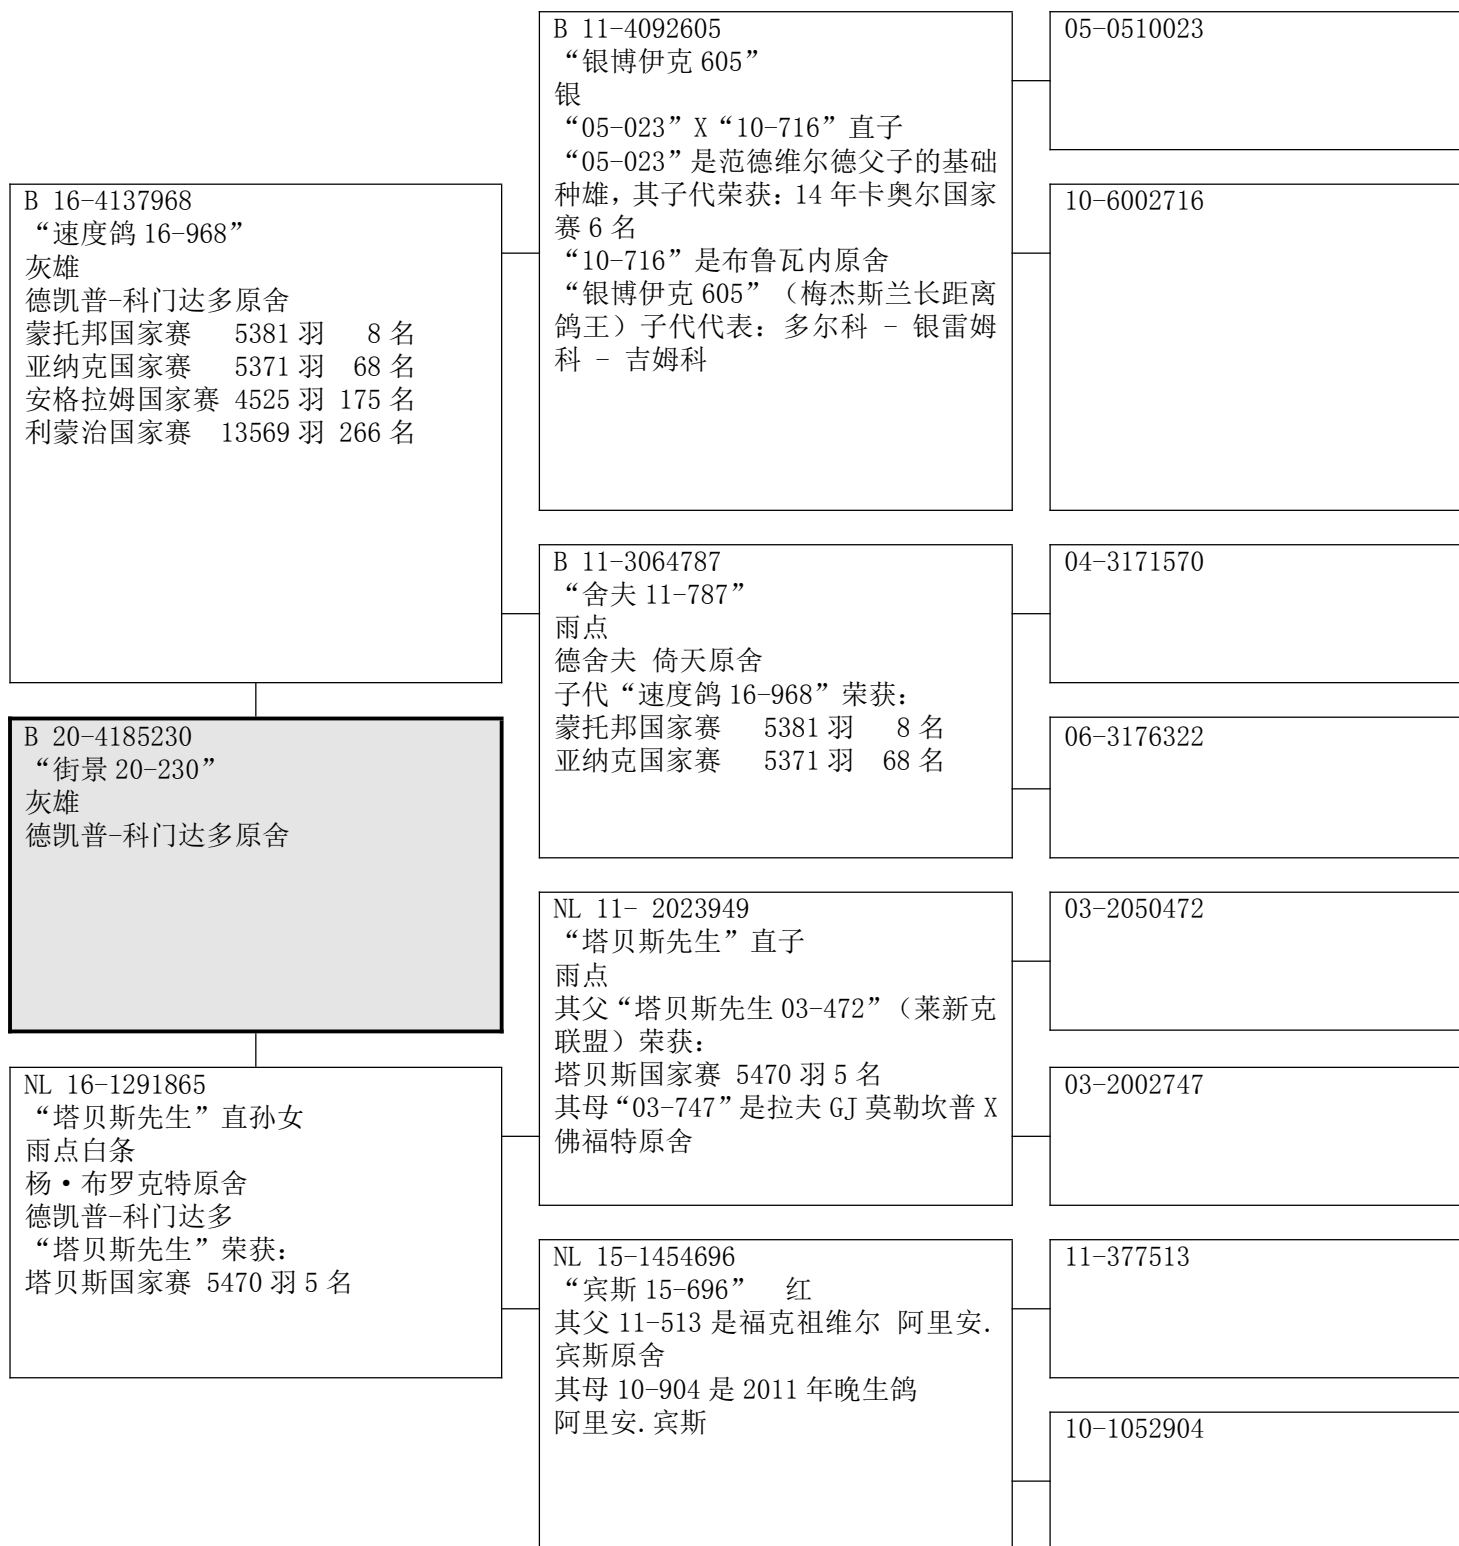 B 16-4137968
“速度鸽 16-968”
灰雄
德凯普-科门达多原舍
蒙托邦国家赛 5381 羽 8 名
亚纳克国家赛 5371 羽 68 名
安格拉姆国家赛 4525 羽 175 名
利蒙治国家赛 13569 羽 266 名
B 20-4185230
“街景 20-230”
灰雄
德凯普-科门达多原舍
NL 16-1291865
“塔贝斯先生”直孙女
雨点白条
杨·布罗克特原舍
德凯普-科门达多
“塔贝斯先生”荣获：
塔贝斯国家赛 5470 羽 5 名
B 11-4092605
“银博伊克 605”
银
“05-023”X“10-716”直子
“05-023”是范德维尔德父子的基础
种雄，其子代荣获：14 年卡奥尔国家
赛 6 名
“10-716”是布鲁瓦内原舍
“银博伊克 605”（梅杰斯兰长距离
鸽王）子代代表：多尔科 - 银雷姆
科 - 吉姆科
B 11-3064787
“舍夫 11-787”
雨点
德舍夫 倚天原舍
子代“速度鸽 16-968”荣获：
蒙托邦国家赛 5381 羽 8 名
亚纳克国家赛 5371 羽 68 名
NL 11- 2023949
“塔贝斯先生”直子
雨点
其父“塔贝斯先生 03-472”（莱新克
联盟）荣获：
塔贝斯国家赛 5470 羽 5 名
其母“03-747”是拉夫 GJ 莫勒坎普 X
佛福特原舍
NL 15-1454696
“宾斯 15-696” 红
其父 11-513 是福克祖维尔 阿里安.
宾斯原舍
其母 10-904 是 2011 年晚生鸽
阿里安.宾斯
05-0510023
10-6002716
04-3171570
06-3176322
03-2050472
03-2002747
11-377513
10-1052904